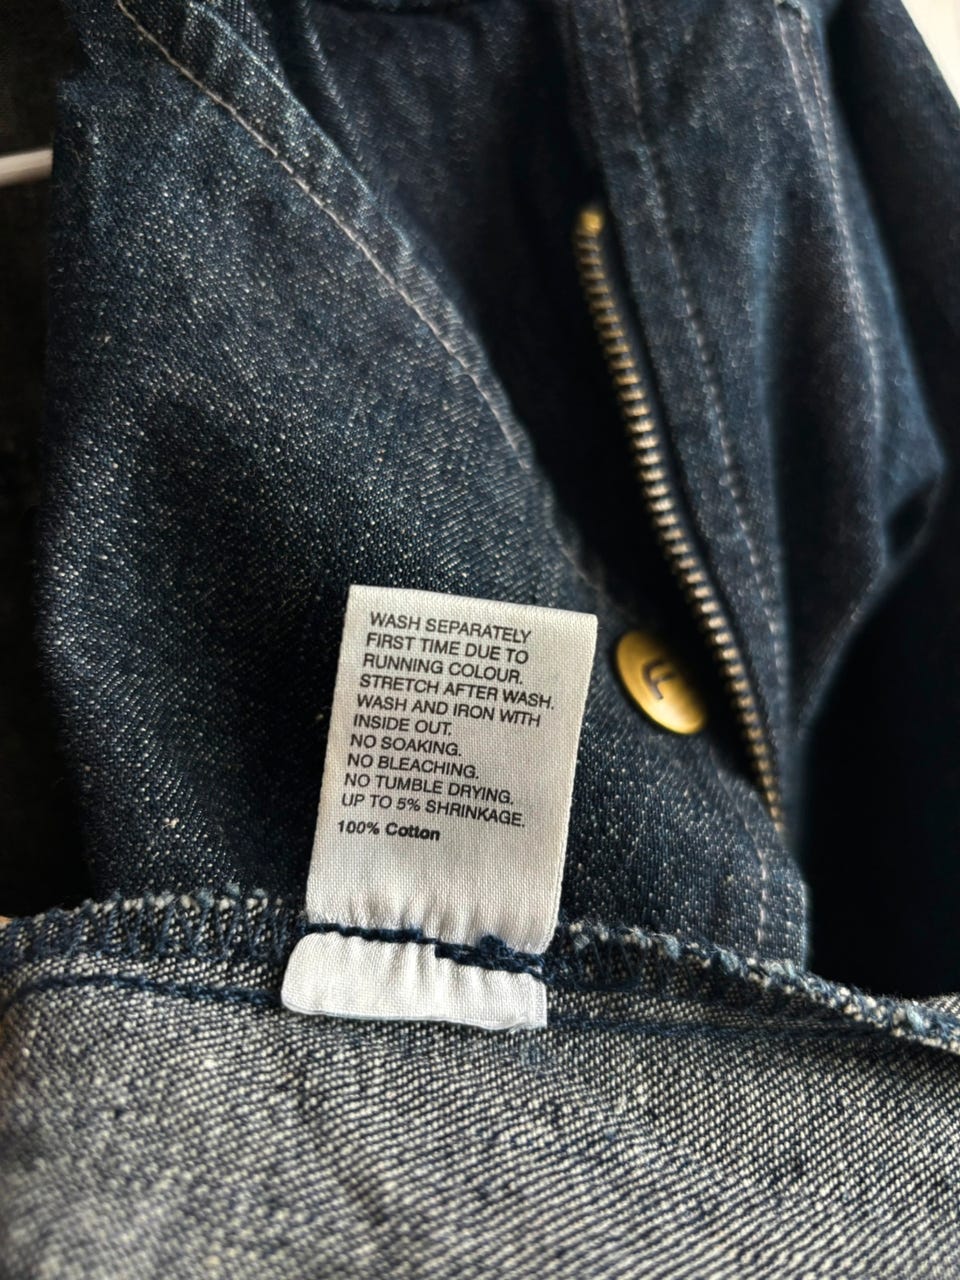 WASH SEPARATELY
FIRST TIME DUE TO
RUNNING COLOUR.
STRETCH AFTER WASH.
WASH AND IRON WITH
INSIDE OUT.
NO SOAKING.
NO BLEACHING.
NO TUMBLE DRYING.
UP TO 5% SHRINKAGE.
100% Cotton